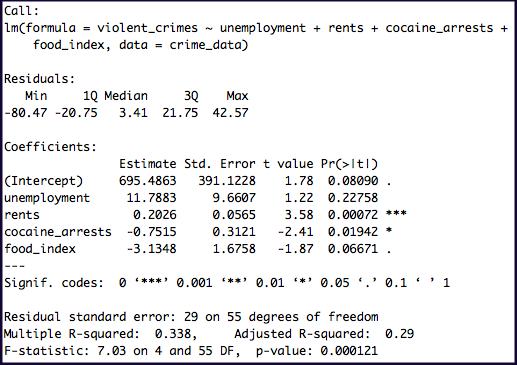 Call:
lm(formula = violent_crimes ~ unemployment + rents + cocaine_arrests +
    food_index, data = crime_data)

Residuals:
   Min     1Q Median     3Q    Max
-80.47 -20.75   3.41  21.75  42.57

Coefficients:
                Estimate Std. Error t value Pr(>|t|)
(Intercept)     695.4863   391.1228    1.78  0.08090 .
unemployment     11.7883     9.6607    1.22  0.22758
rents             0.2026     0.0565    3.58  0.00072 ***
cocaine_arrests  -0.7515     0.3121   -2.41  0.01942 *
food_index       -3.1348     1.6758   -1.87  0.06671 .
---
Signif. codes:  0 ‘***’ 0.001 ‘**’ 0.01 ‘*’ 0.05 ‘.’ 0.1 ‘ ’ 1

Residual standard error: 29 on 55 degrees of freedom
Multiple R-squared:  0.338,     Adjusted R-squared:  0.29
F-statistic: 7.03 on 4 and 55 DF,  p-value: 0.000121